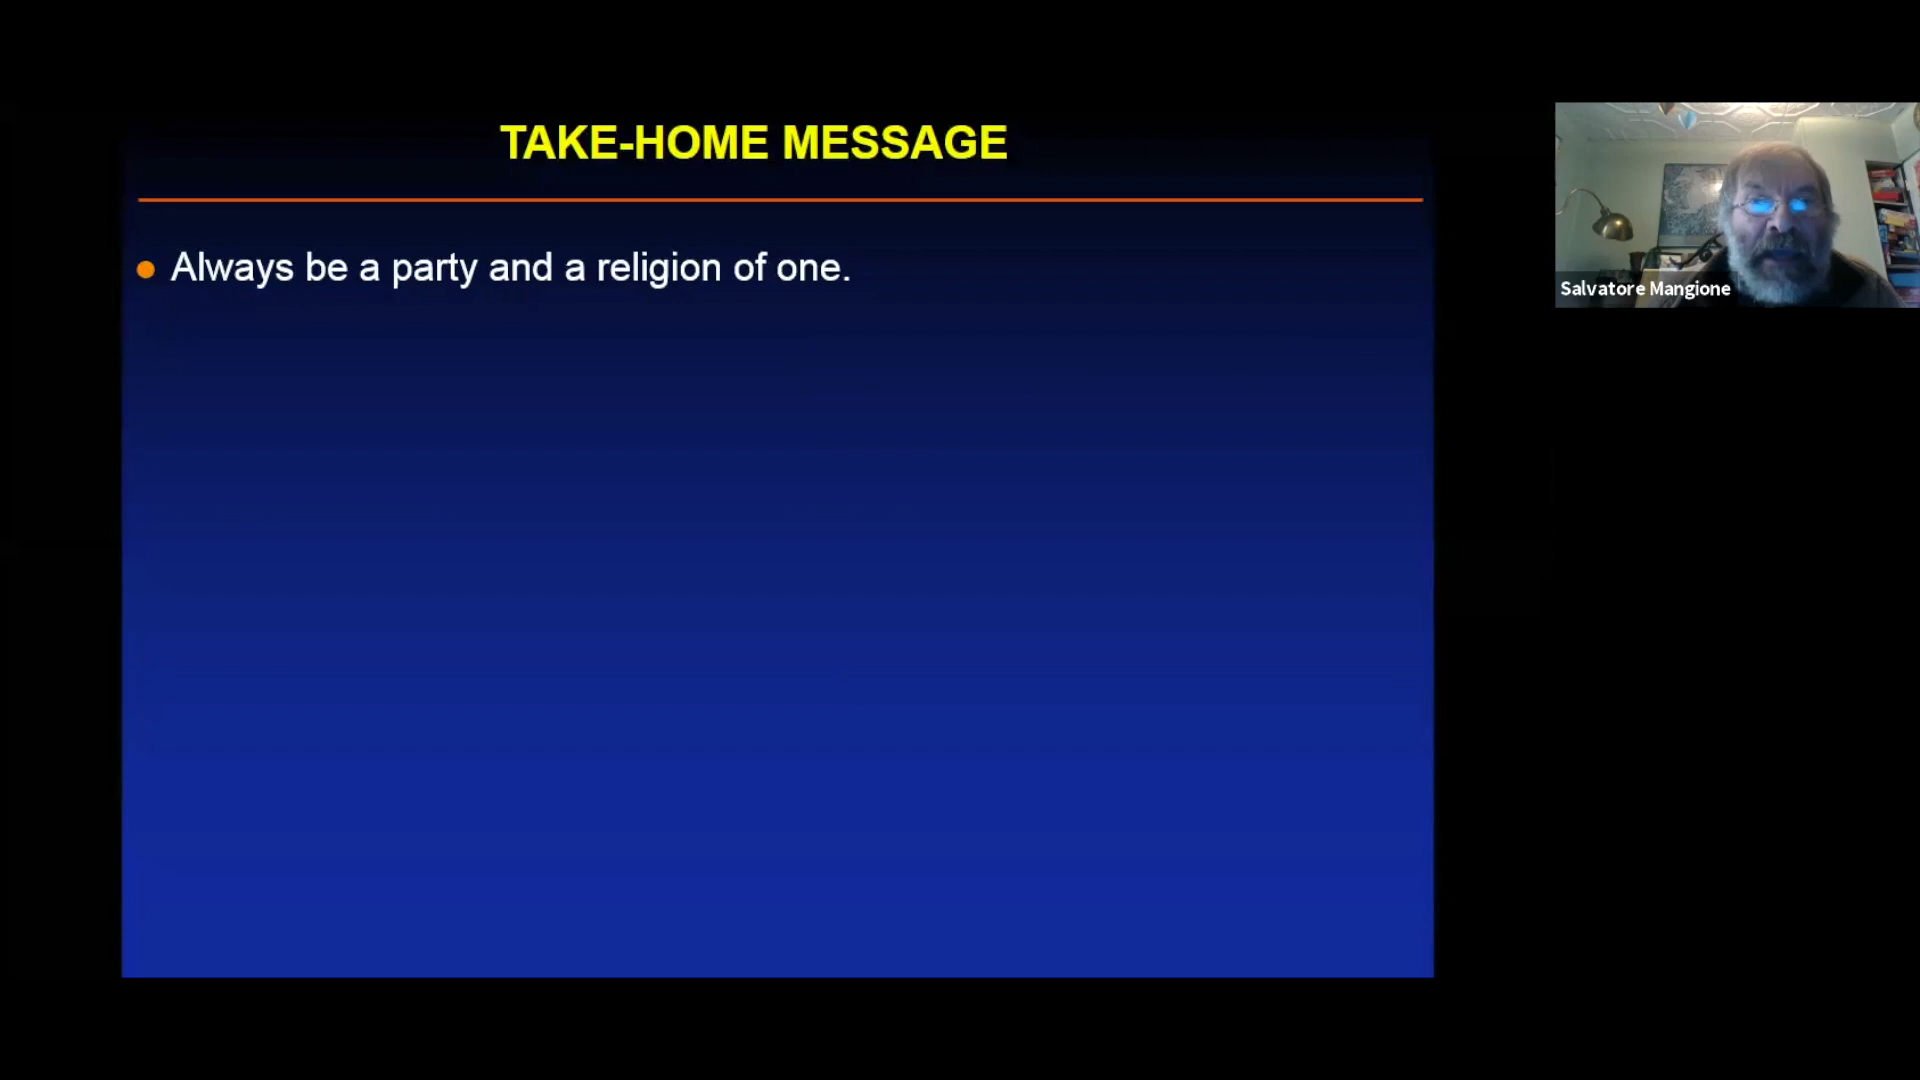 TAKE-HOME MESSAGE
Always be a party and a religion of one.
Salvatore Mangione